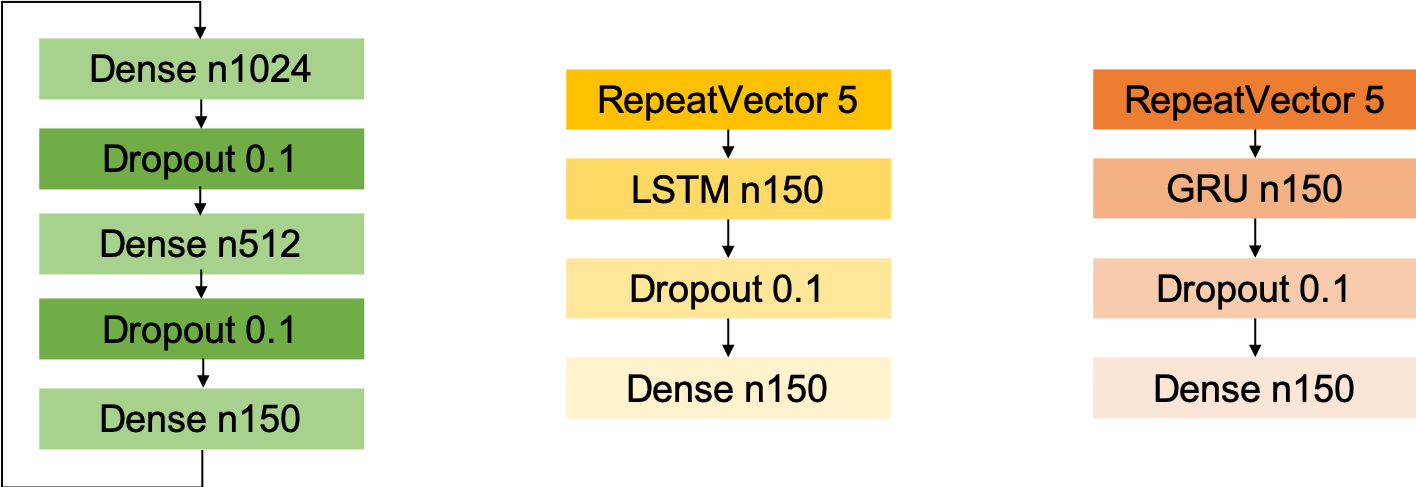 Dense n1024
Dropout 0.1
Dense n512
Dropout 0.1
Dense n150
RepeatVector 5
LSTM n150
Dropout 0.1
Dense n150
RepeatVector 5
GRU n150
Dropout 0.1
Dense n150